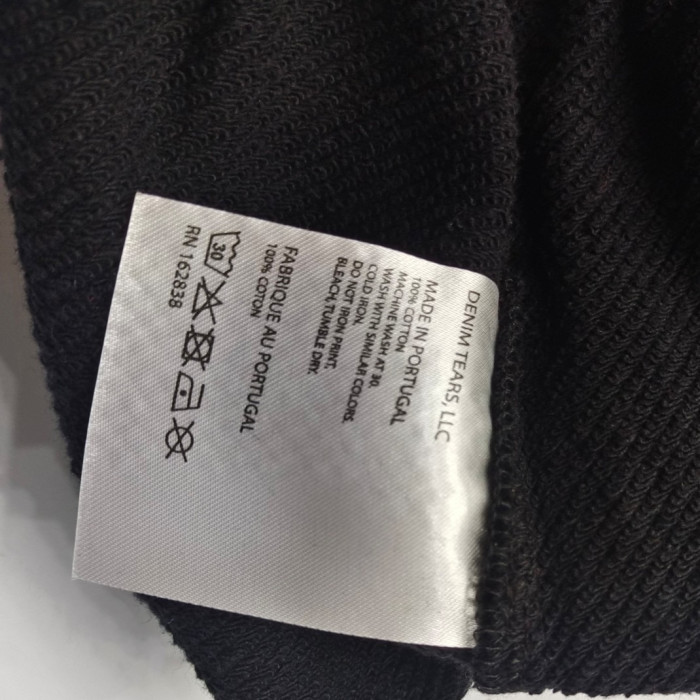 DENIM TEARS, LLC
MADE IN PORTUGAL
100% COTTON
MACHINE WASH AT 30.
WASH WITH SIMILAR COLORS.
COLD IRON.
DO NOT IRON PRINT,
BLEACH, TUMBLE DRY.
FABRIQUE AU PORTUGAL
100% COTON
30
RN 162838